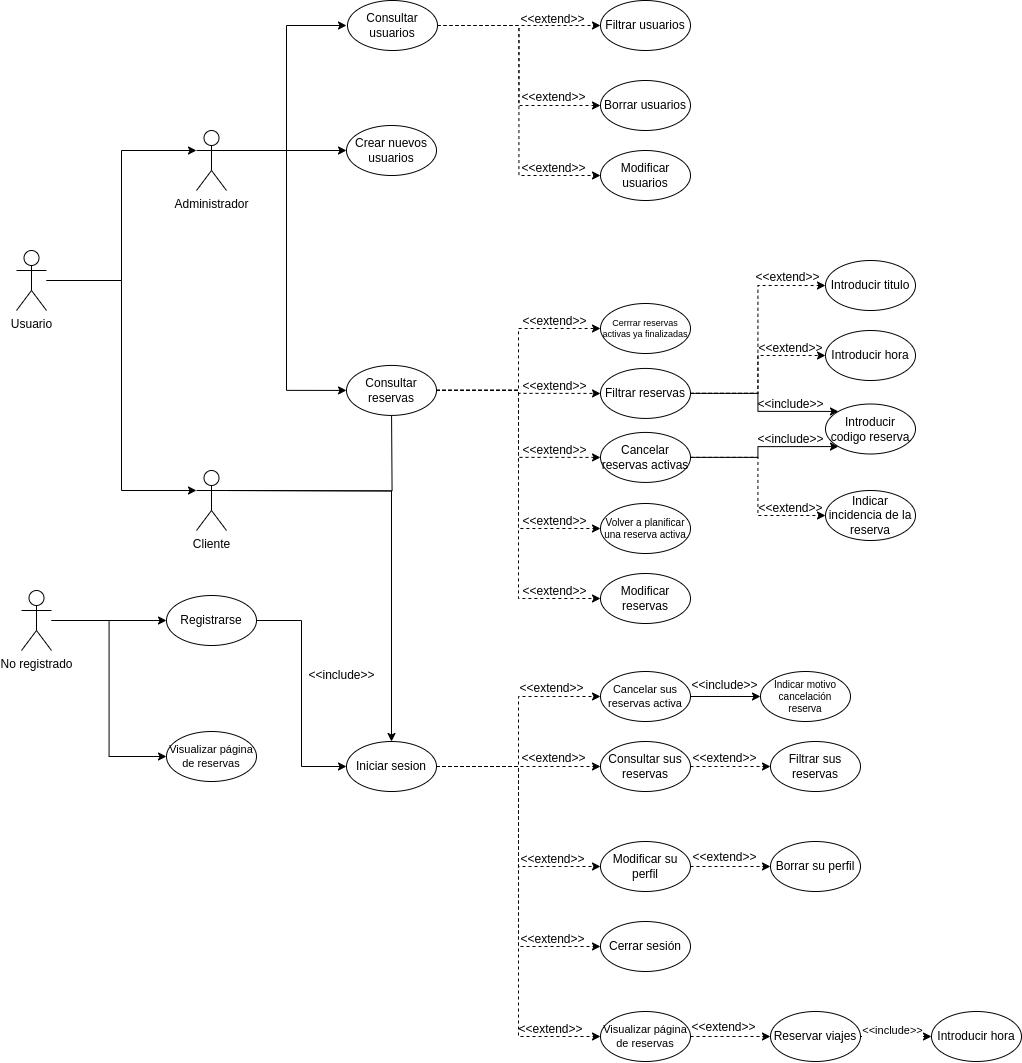 Consultar
usuarios
<<extend>>
Filtrar usuarios
<<extend>>
Borrar usuarios
Crear nuevos
usuarios
<<extend>>
Modificar
usuarios
Administrador
Usuario
<<extend>>
Introducir titulo
<<extend>>
Cerrrar reservas
activas ya finalizadas
<<extend>>
Introducir hora
Consultar
reservas
<<extend>>
Filtrar reservas
<<include>>
Introducir
codigo reserva
<<extend>>
Cancelar
reservas activas
<<include>>
<<extend>>
Indicar
incidencia de la
reserva
Cliente
<<extend>>
Volver a planificar
una reserva activa
<<extend>>
Modificar
reservas
No registrado
Registrarse
<<include>>
<<extend>>
Cancelar sus
reservas activa
<<include>>
Indicar motivo
cancelación
reserva
Visualizar página
de reservas
Iniciar sesion
<<extend>>
Consultar sus
reservas
<<extend>>
Filtrar sus
reservas
<<extend>>
Modificar su
perfil
<<extend>>
Borrar su perfil
<<extend>>
Cerrar sesión
<<extend>>
Visualizar página
de reservas
<<extend>>
Reservar viajes
<<include>>
Introducir hora